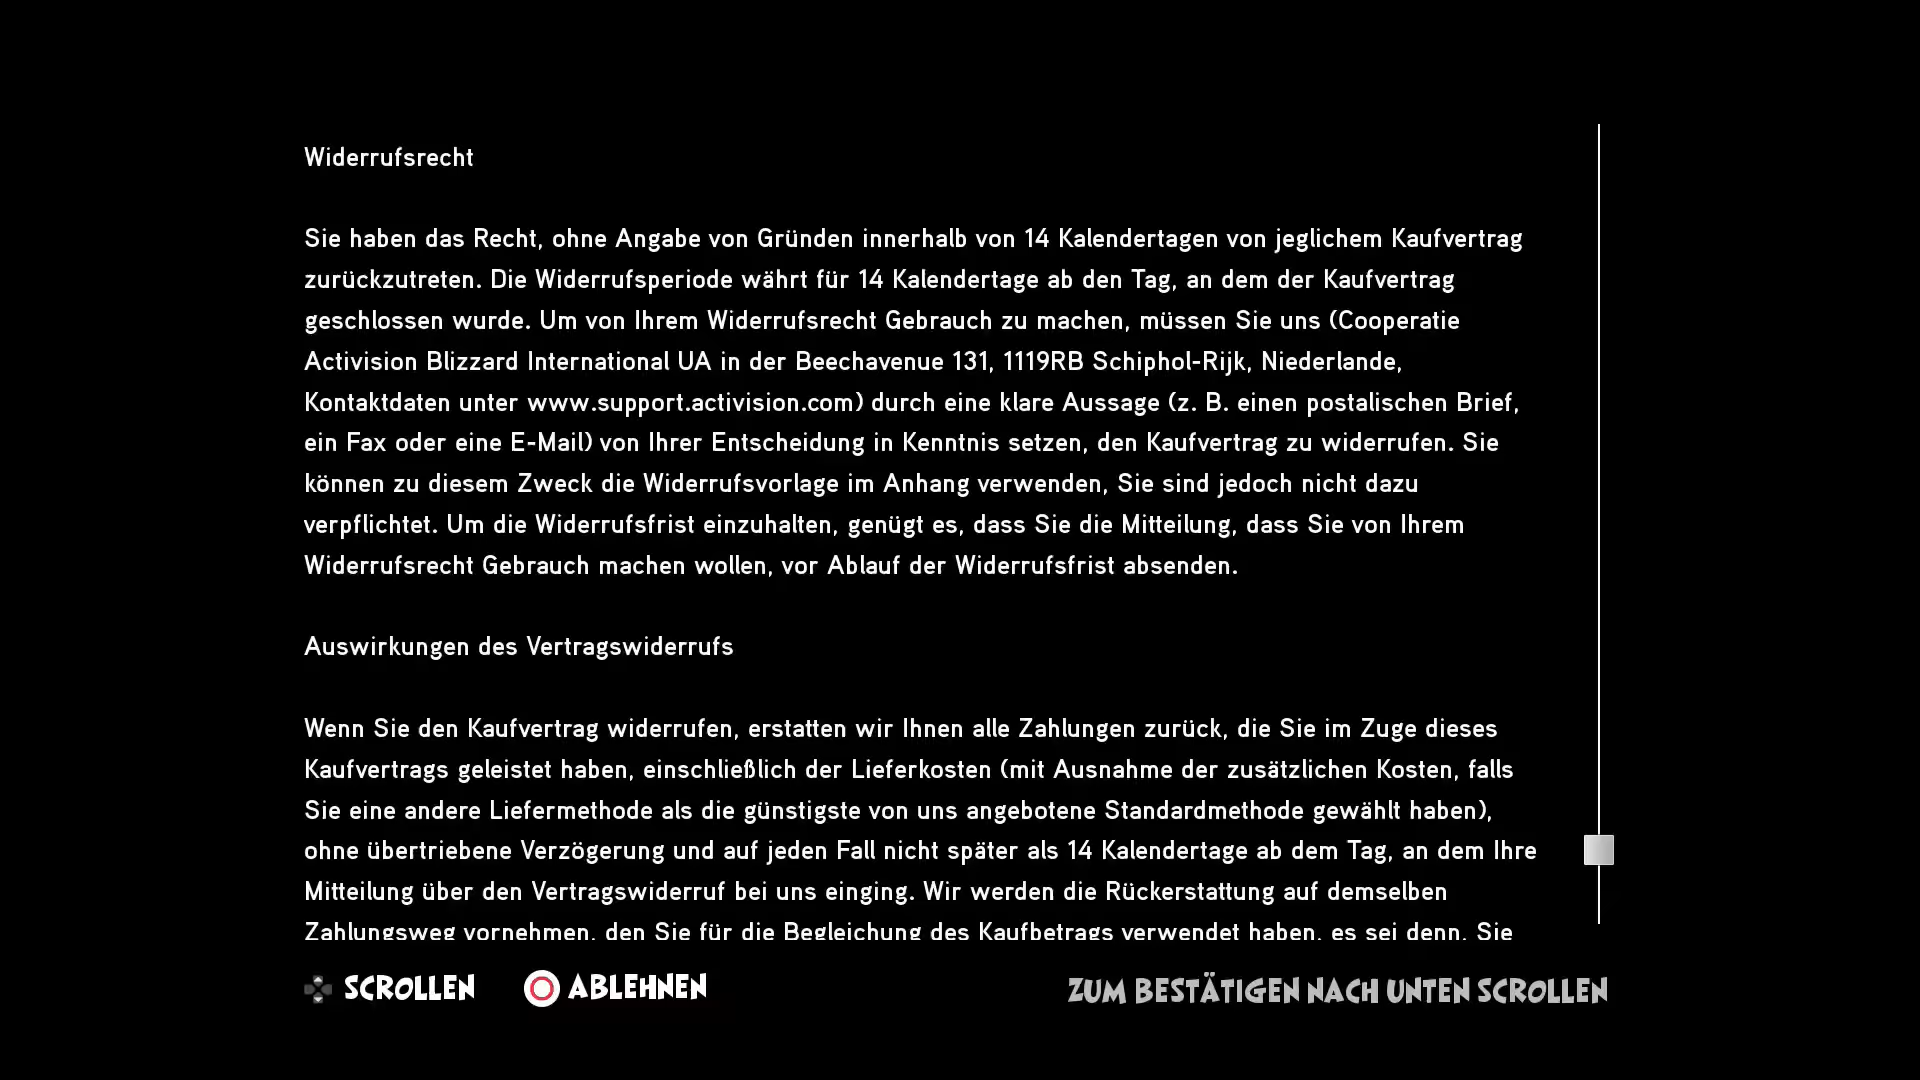 Widerrufsrecht
Sie haben das Recht, ohne Angabe von Gründen innerhalb von 14 Kalendertagen von jeglichem Kaufvertrag
zurückzutreten. Die Widerrufsperiode währt für 14 Kalendertage ab den Tag, an dem der Kaufvertrag
geschlossen wurde. Um von Ihrem Widerrufsrecht Gebrauch zu machen, müssen Sie uns (Cooperatie
Activision Blizzard International UA in der Beechavenue 131, 1119RB Schiphol-Rijk, Niederlande,
Kontaktdaten unter www.support.activision.com) durch eine klare Aussage (z. B. einen postalischen Brief,
ein Fax oder eine E-Mail) von Ihrer Entscheidung in Kenntnis setzen, den Kaufvertrag zu widerrufen. Sie
können zu diesem Zweck die Widerrufsvorlage im Anhang verwenden, Sie sind jedoch nicht dazu
verpflichtet. Um die Widerrufsfrist einzuhalten, genügt es, dass Sie die Mitteilung, dass Sie von Ihrem
Widerrufsrecht Gebrauch machen wollen, vor Ablauf der Widerrufsfrist absenden.
Auswirkungen des Vertragswiderrufs
Wenn Sie den Kaufvertrag widerrufen, erstatten wir Ihnen alle Zahlungen zurück, die Sie im Zuge dieses
Kaufvertrags geleistet haben, einschließlich der Lieferkosten (mit Ausnahme der zusätzlichen Kosten, falls
Sie eine andere Liefermethode als die günstigste von uns angebotene Standardmethode gewählt haben),
ohne übertriebene Verzögerung und auf jeden Fall nicht später als 14 Kalendertage ab dem Tag, an dem Ihre
Mitteilung über den Vertragswiderruf bei uns einging. Wir werden die Rückerstattung auf demselben
Zahlungsweg vornehmen, den Sie für die Begleichung des Kaufbetrags verwendet haben, es sei denn, Sie
SCROLLEN ABLEHNEN ZUM BESTÄTIGEN NACH UNTEN SCROLLEN